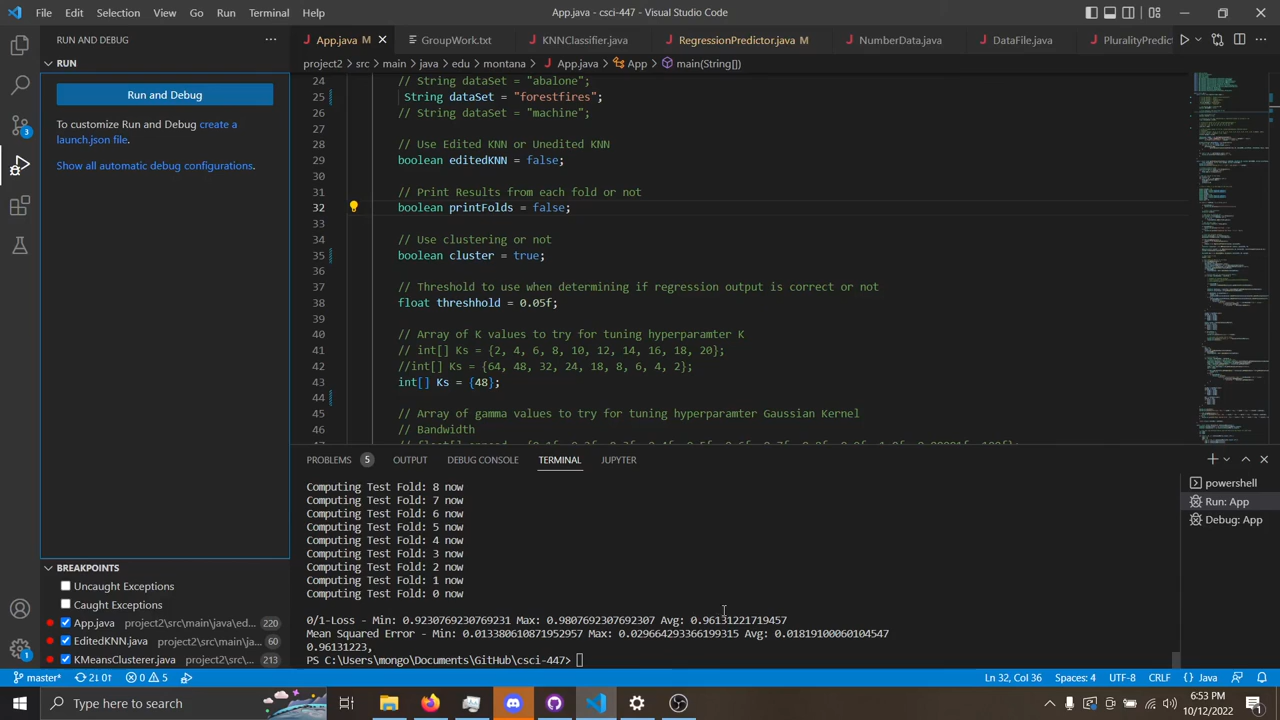 File Edit Selection View Go Run Terminal Help
App.java - csci-447 - Visual Studio Code
RUN AND DEBUG
App.java M
GroupWork.txt
KNNClassifier.java
RegressionPredictor.java M
NumberData.java
DataFile.java
PluralityPredic
RUN
project2 > src > main > java > edu > montana > App.java > App > main(String[])
Run and Debug
To customize Run and Debug create a
launch.json file.
Show all automatic debug configurations.
24 // String dataSet = "abalone";
25 String dataSet = "forestfires";
26 // String dataSet = "machine";
27
28 // Use Edited or not edited KNN
29 boolean editedKNN = false;
30
31 // Print Results from each fold or not
32 boolean printEach = false;
33
34 // Use clustering or not
35 boolean cluster = true;
36
37 //Threshold to use when determining if regression output is correct or not
38 float threshhold = 0.05f;
39
40 // Array of K values to try for tuning hyperparamter K
41 // int[] Ks = {2, 4, 6, 8, 10, 12, 14, 16, 18, 20};
42 //int[] Ks = {64, 48, 32, 24, 18, 8, 6, 4, 2};
43 int[] Ks = {48};
44
45 // Array of gamma values to try for tuning hyperparamter Gaussian Kernel
46 // Bandwidth
PROBLEMS 5 OUTPUT DEBUG CONSOLE TERMINAL JUPYTER
Computing Test Fold: 8 now
Computing Test Fold: 7 now
Computing Test Fold: 6 now
Computing Test Fold: 5 now
Computing Test Fold: 4 now
Computing Test Fold: 3 now
Computing Test Fold: 2 now
Computing Test Fold: 1 now
Computing Test Fold: 0 now
0/1-Loss - Min: 0.9230769230769231 Max: 0.9807692307692307 Avg: 0.96131221719457
Mean Squared Error - Min: 0.013380610871952957 Max: 0.029664293366199315 Avg: 0.01819100060104547
0.96131223,
PS C:\Users\mongo\Documents\GitHub\csci-447>
powershell
Run: App
Debug: App
BREAKPOINTS
Uncaught Exceptions
Caught Exceptions
App.java project2\src\main\java\ed... 220
EditedKNN.java project2\src\mai... 60
KMeansClusterer.java project2\s... 213
3
1
master* 2↓ 0↑ 0 5
Ln 32, Col 36 Spaces: 4 UTF-8 CRLF {} Java
Type here to search
6:53 PM
10/12/2022